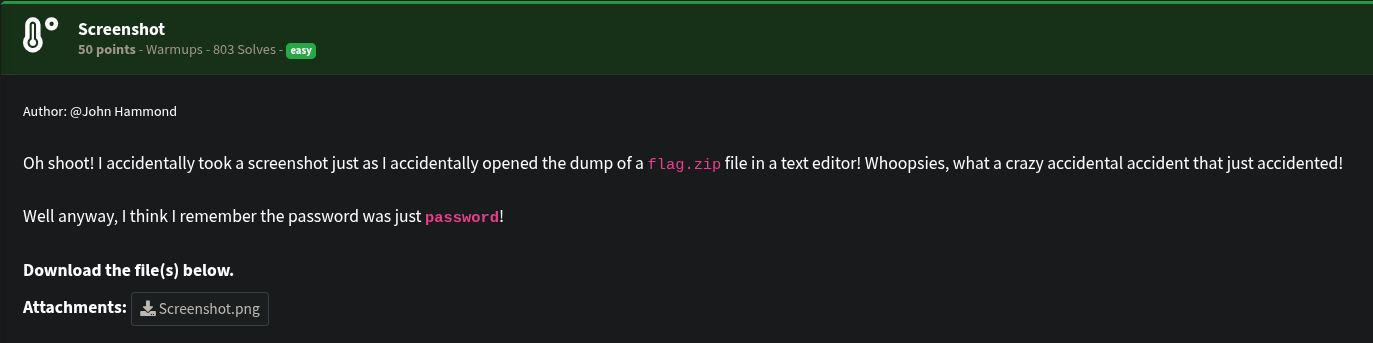 Screenshot
50 points - Warmups - 803 Solves - easy
Author: @John Hammond
Oh shoot! I accidentally took a screenshot just as I accidentally opened the dump of a flag.zip file in a text editor! Whoopsies, what a crazy accidental accident that just accidented!
Well anyway, I think I remember the password was just password!
Download the file(s) below.
Attachments: Screenshot.png